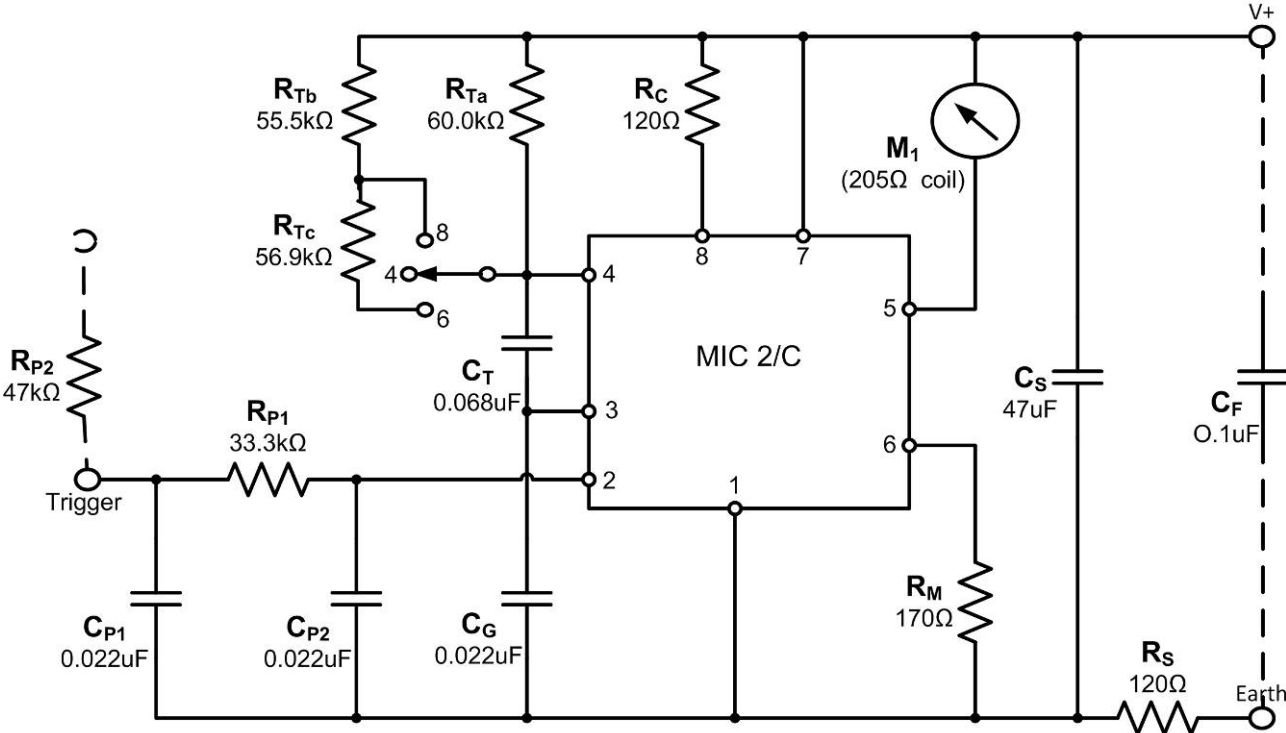 V+
R_Tb
55.5kΩ
R_Ta
60.0kΩ
R_C
120Ω
M_1
(205Ω coil)
R_Tc
56.9kΩ
8
4
6
4
8
7
5
MIC 2/C
R_P2
47kΩ
C_T
0.068uF
3
C_S
47uF
C_F
O.1uF
R_P1
33.3kΩ
6
2
1
Trigger
C_P1
0.022uF
C_P2
0.022uF
C_G
0.022uF
R_M
170Ω
R_S
120Ω
Earth